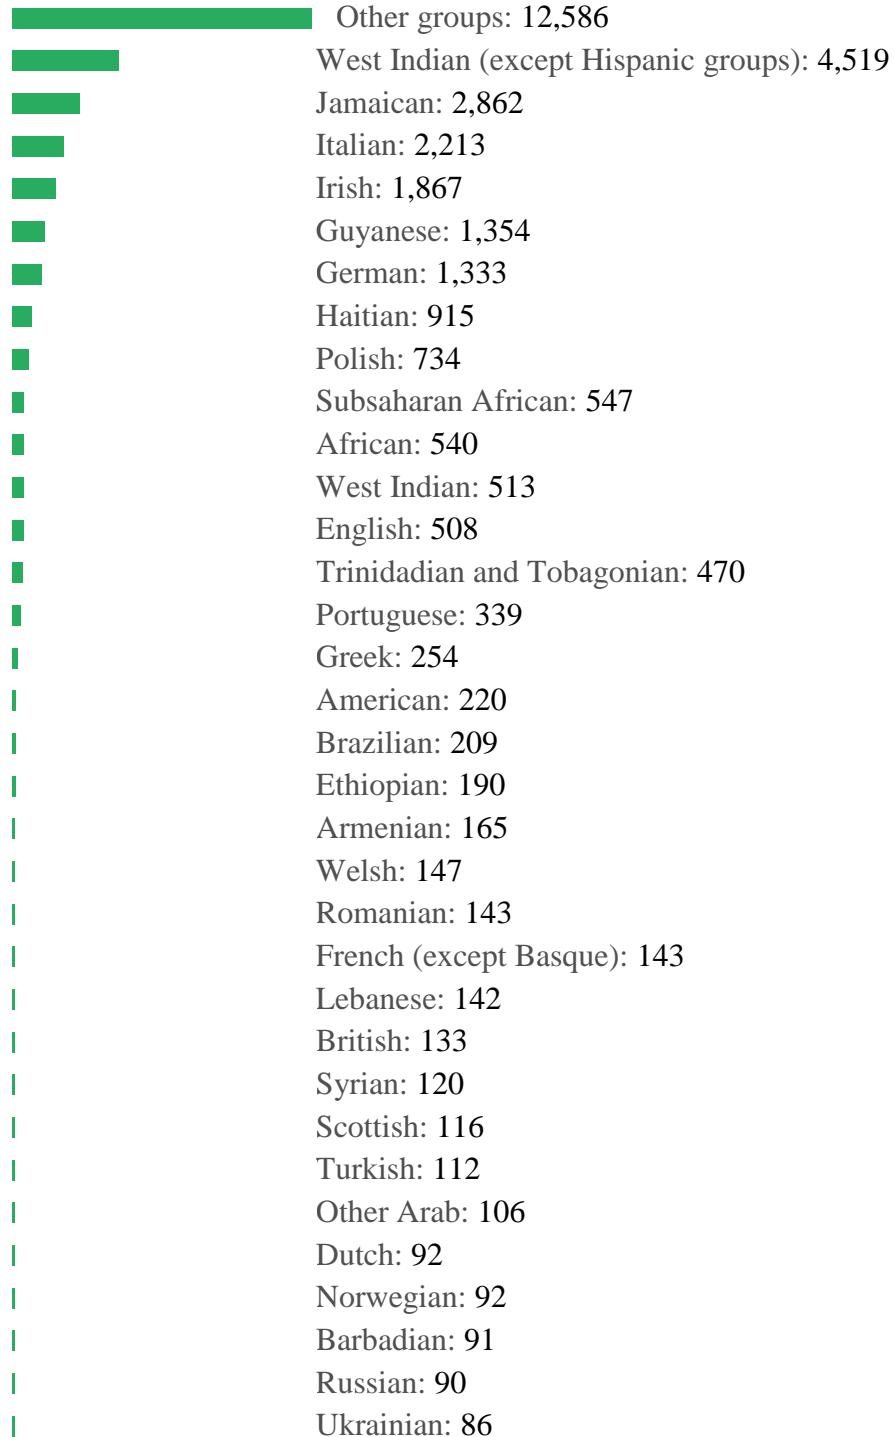 Other groups: 12,586
West Indian (except Hispanic groups): 4,519
Jamaican: 2,862
Italian: 2,213
Irish: 1,867
Guyanese: 1,354
German: 1,333
Haitian: 915
Polish: 734
Subsaharan African: 547
African: 540
West Indian: 513
English: 508
Trinidadian and Tobagonian: 470
Portuguese: 339
Greek: 254
American: 220
Brazilian: 209
Ethiopian: 190
Armenian: 165
Welsh: 147
Romanian: 143
French (except Basque): 143
Lebanese: 142
British: 133
Syrian: 120
Scottish: 116
Turkish: 112
Other Arab: 106
Dutch: 92
Norwegian: 92
Barbadian: 91
Russian: 90
Ukrainian: 86